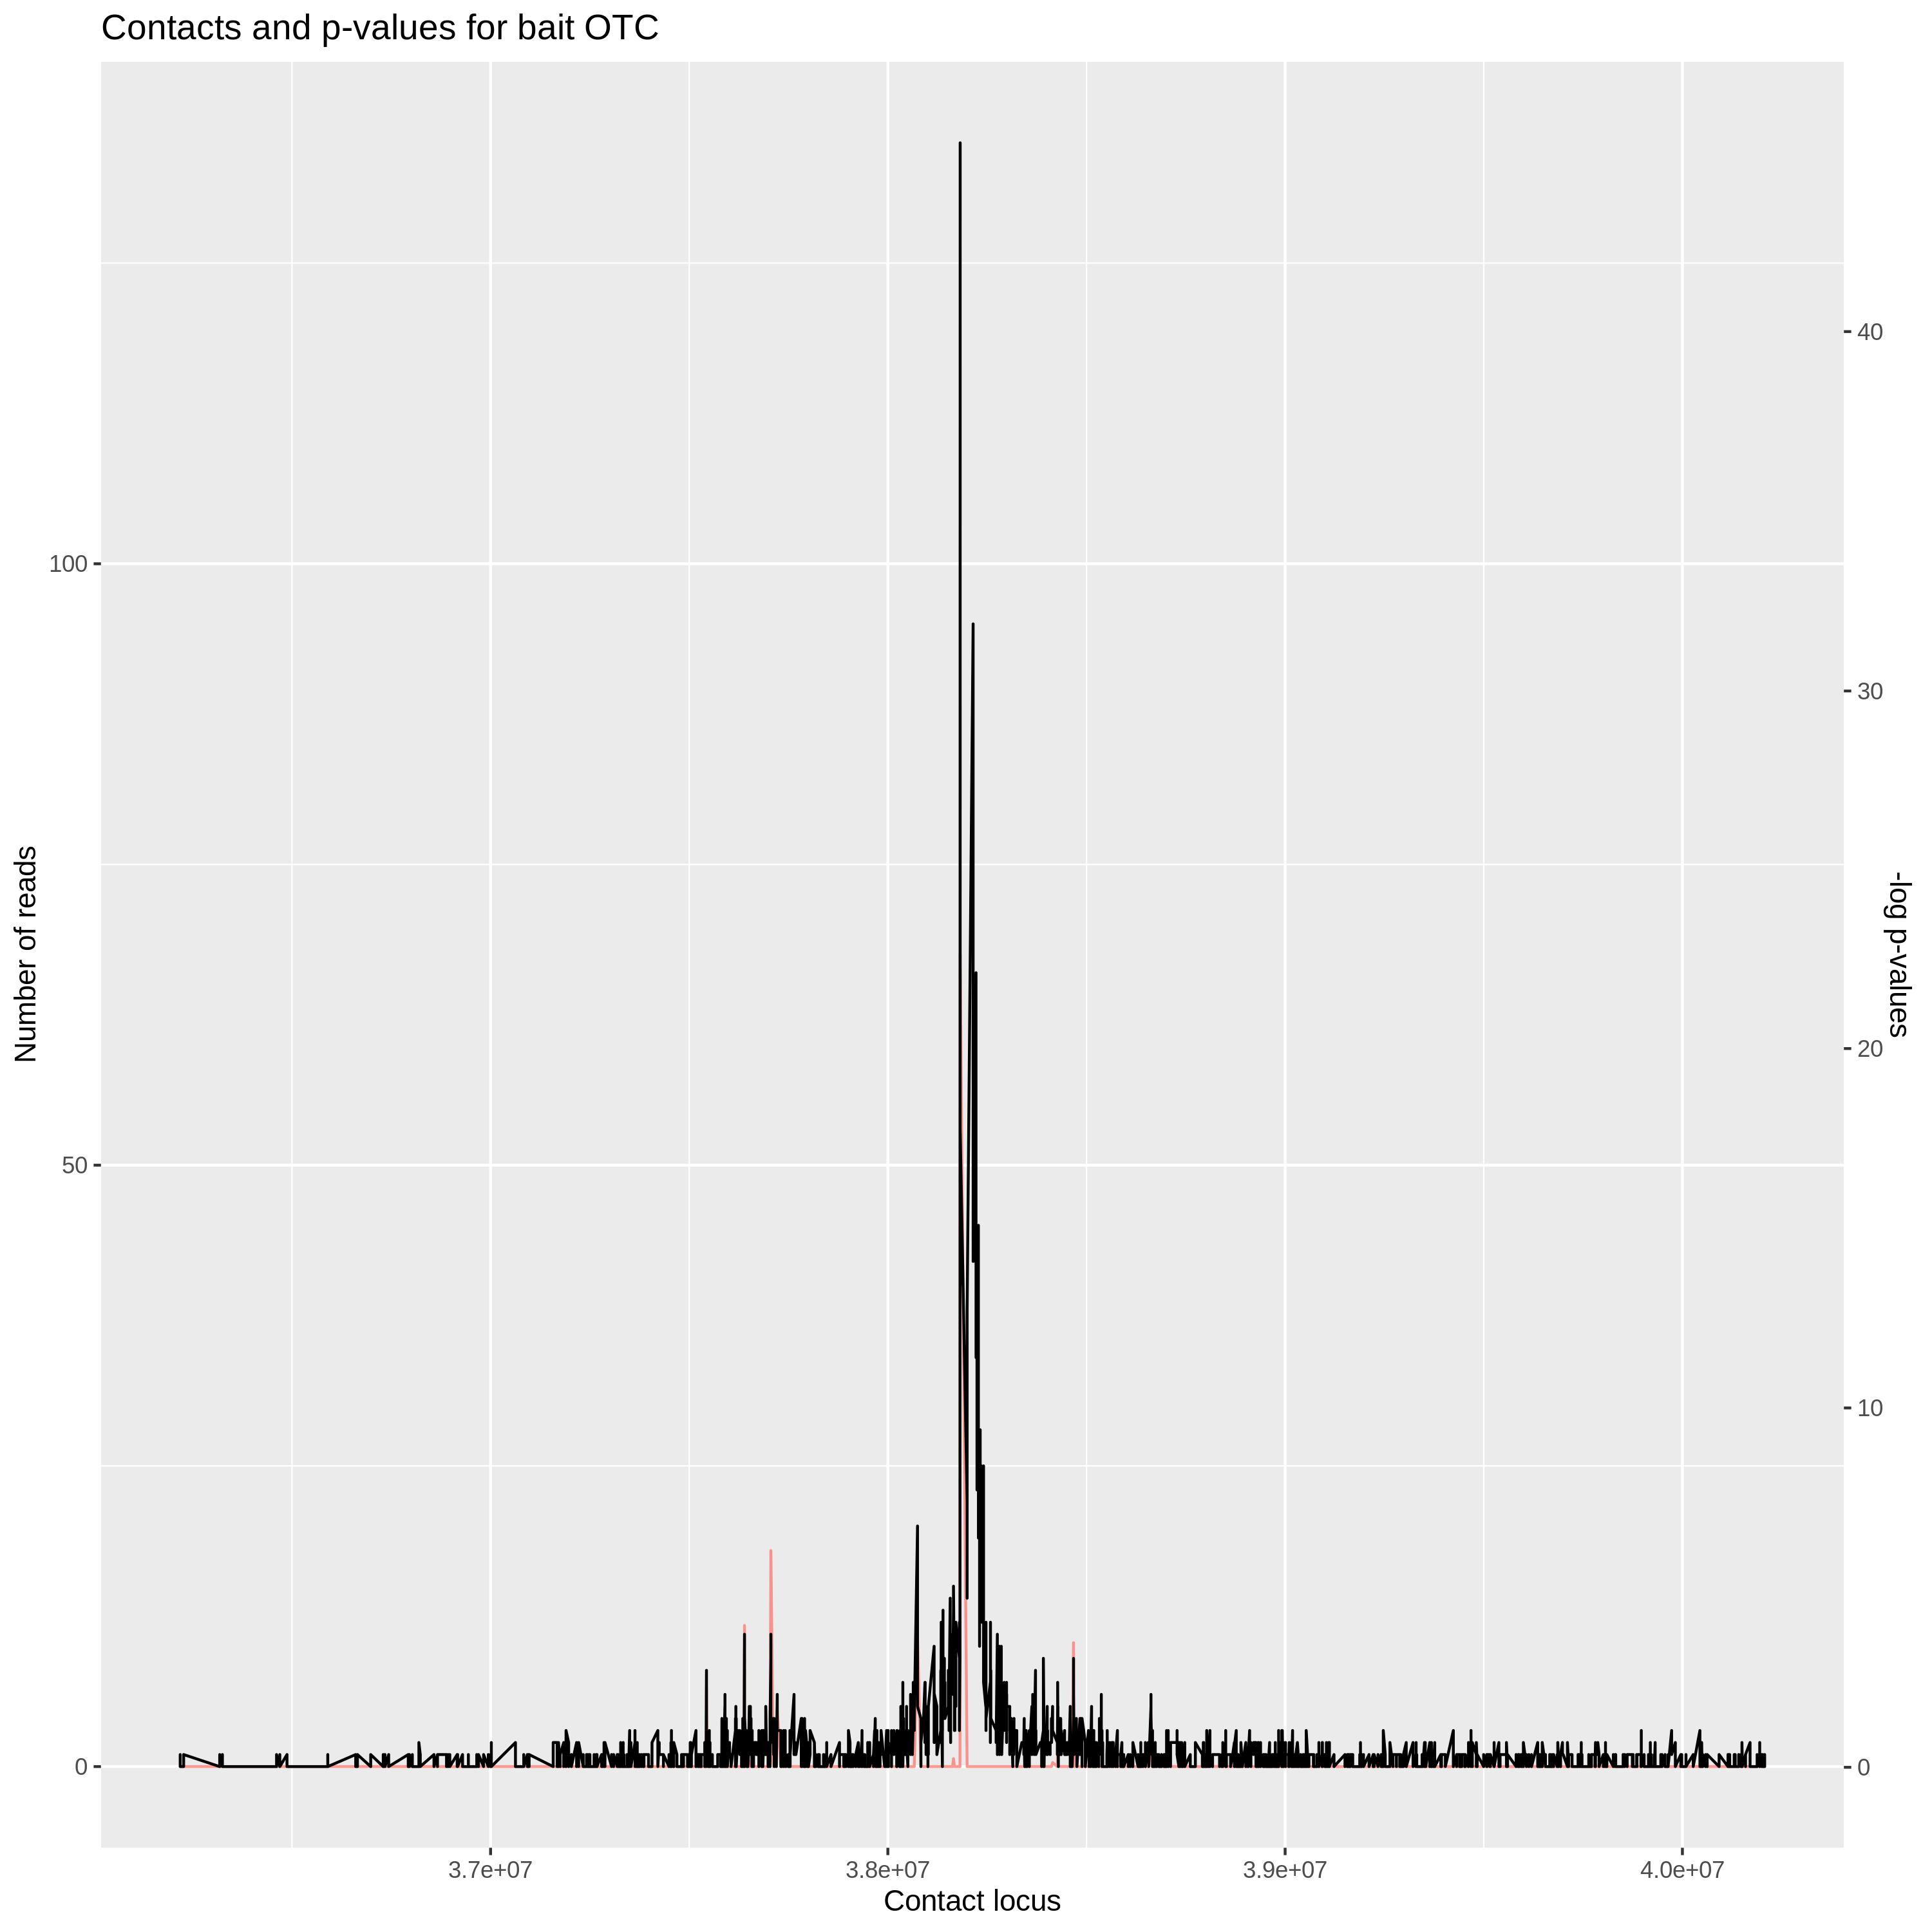 Contacts and p-values for bait OTC
Number of reads
100
50
0
40
30
20
10
0
-log p-values
3.7e+07
3.8e+07
3.9e+07
4.0e+07
Contact locus